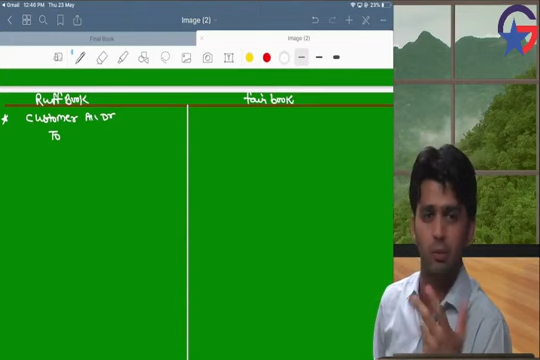 Gmail 12:46 PM Thu 23 May 23%
Image (2)
Final Book Image (2)
Ruff Book fair book
* Customer A/c Dr
To
G